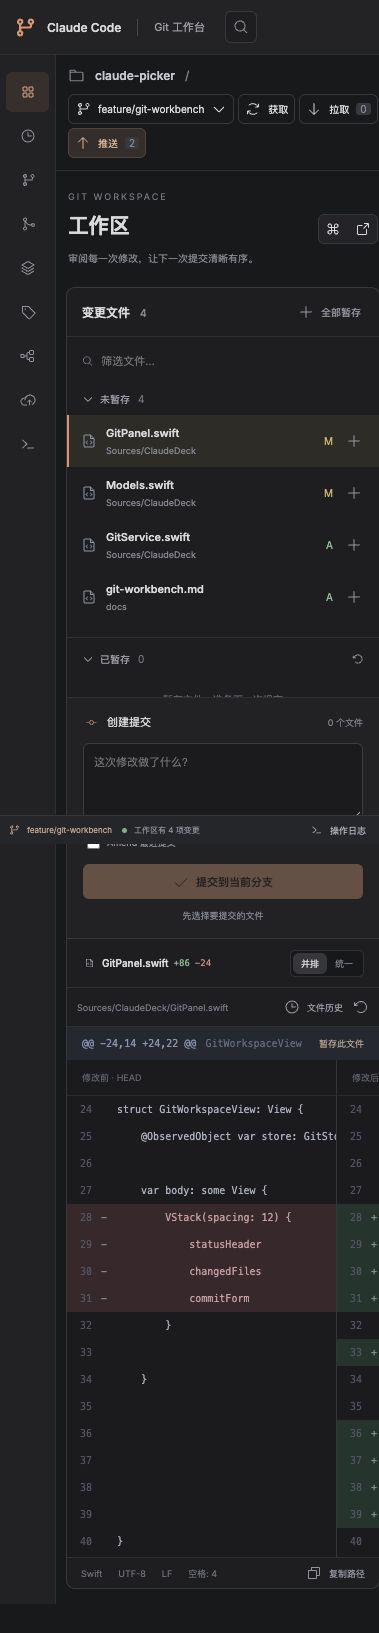 Claude Code Git 工作台
claude-picker /
feature/git-workbench 获取 拉取 0
推送 2
GIT WORKSPACE
工作区
审阅每一次修改，让下一次提交清晰有序。
变更文件 4 全部暂存
筛选文件...
未暂存 4
GitPanel.swift
Sources/ClaudeDeck
M
Models.swift
Sources/ClaudeDeck
M
GitService.swift
Sources/ClaudeDeck
A
git-workbench.md
docs
A
已暂存 0
创建提交 0 个文件
这次修改做了什么?
feature/git-workbench 工作区有 4 项变更 操作日志
Amend 最近提交
提交到当前分支
先选择要提交的文件
GitPanel.swift +86 −24 并排 统一
Sources/ClaudeDeck/GitPanel.swift 文件历史
@@ −24,14 +24,22 @@ GitWorkspaceView 暂存此文件
修改前 · HEAD 修改后
24 struct GitWorkspaceView: View { 24
25 @ObservedObject var store: GitSto 25
26 26
27 var body: some View { 27
28 − VStack(spacing: 12) { 28 +
29 − statusHeader 29 +
30 − changedFiles 30 +
31 − commitForm 31 +
32 } 32
33 33 +
34 } 34
35 35
36 36 +
37 37 +
38 38 +
39 39 +
40 } 40
Swift UTF-8 LF 空格: 4 复制路径